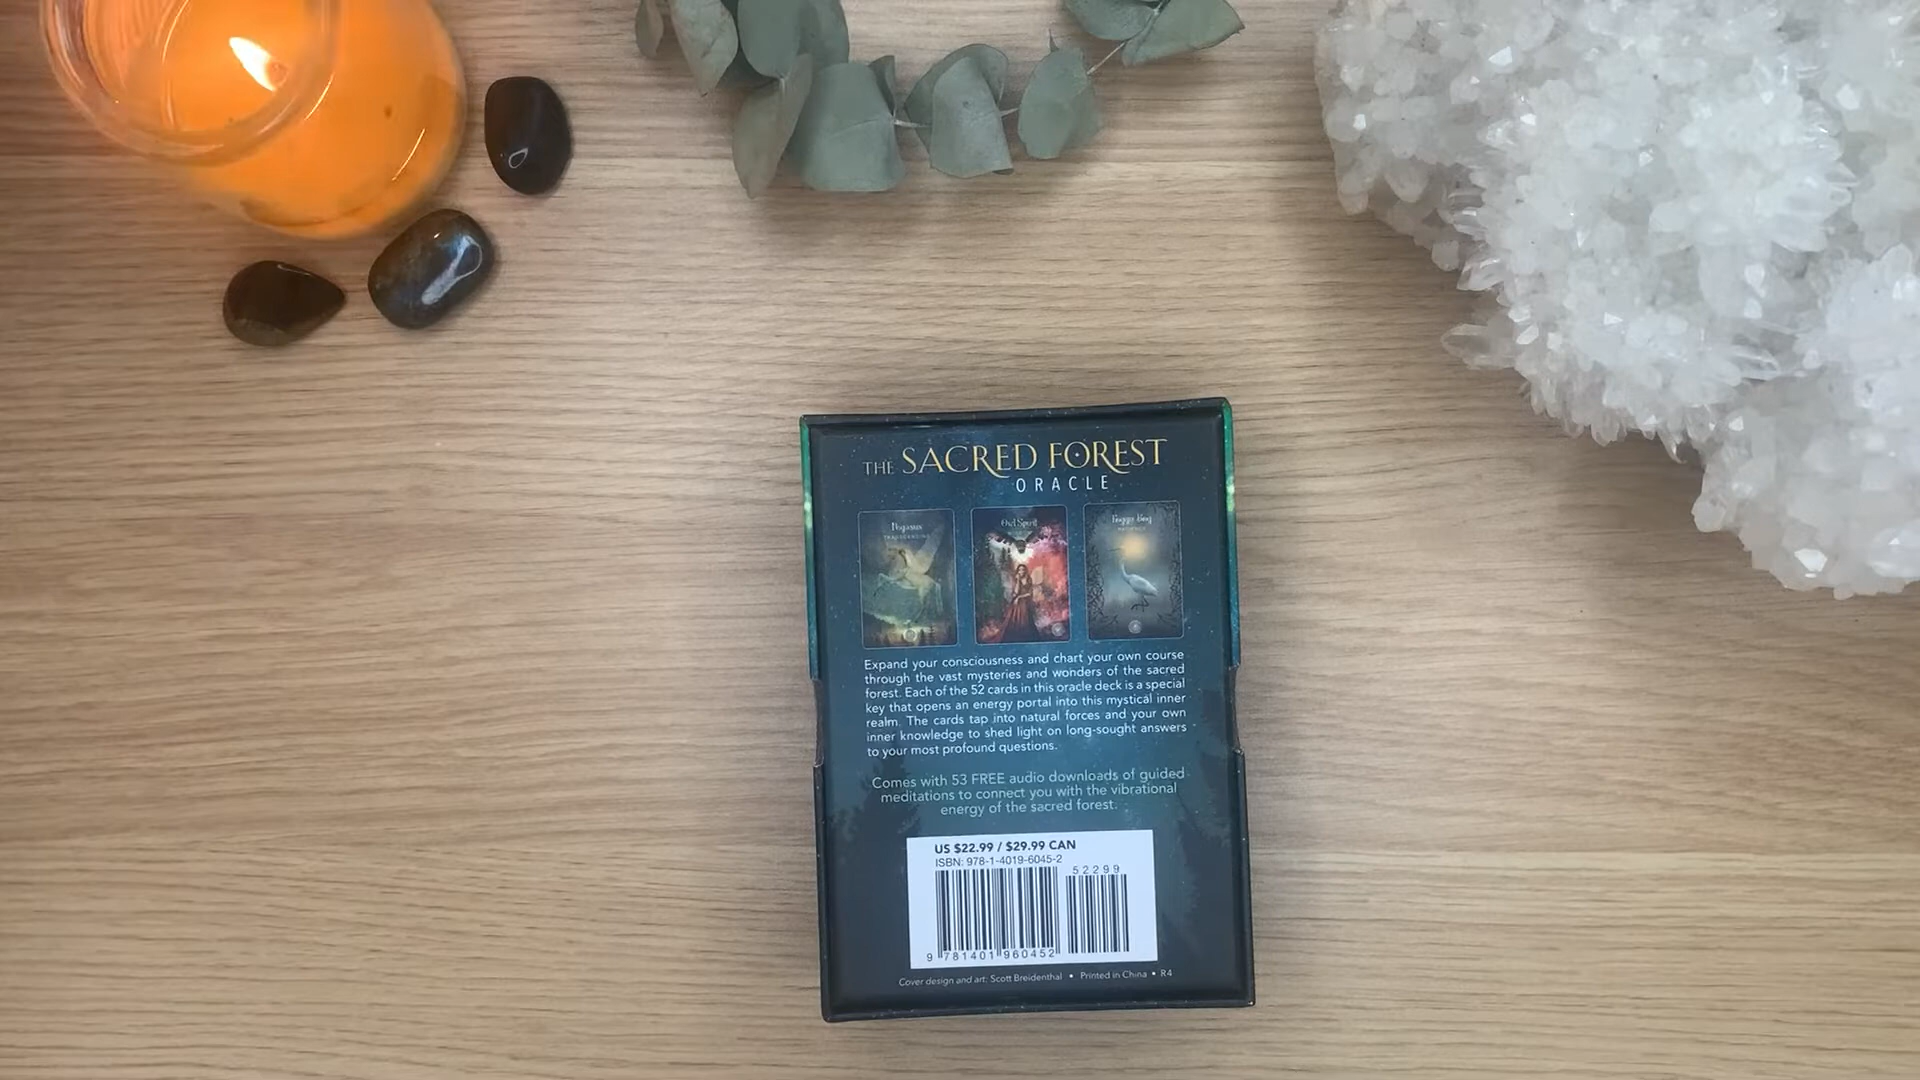 THE SACRED FOREST
ORACLE
Pegasus
TRANSCENDING
Owl Spirit
Expand your consciousness and chart your own course
through the vast mysteries and wonders of the sacred
forest. Each of the 52 cards in this oracle deck is a special
key that opens an energy portal into this mystical inner
realm. The cards tap into natural forces and your own
inner knowledge to shed light on long-sought answers
to your most profound questions.
Comes with 53 FREE audio downloads of guided
meditations to connect you with the vibrational
energy of the sacred forest.
US $22.99 / $29.99 CAN
ISBN: 978-1-4019-6045-2
52299
9 781401 960452
Cover design and art: Scott Breidenthal • Printed in China • R4